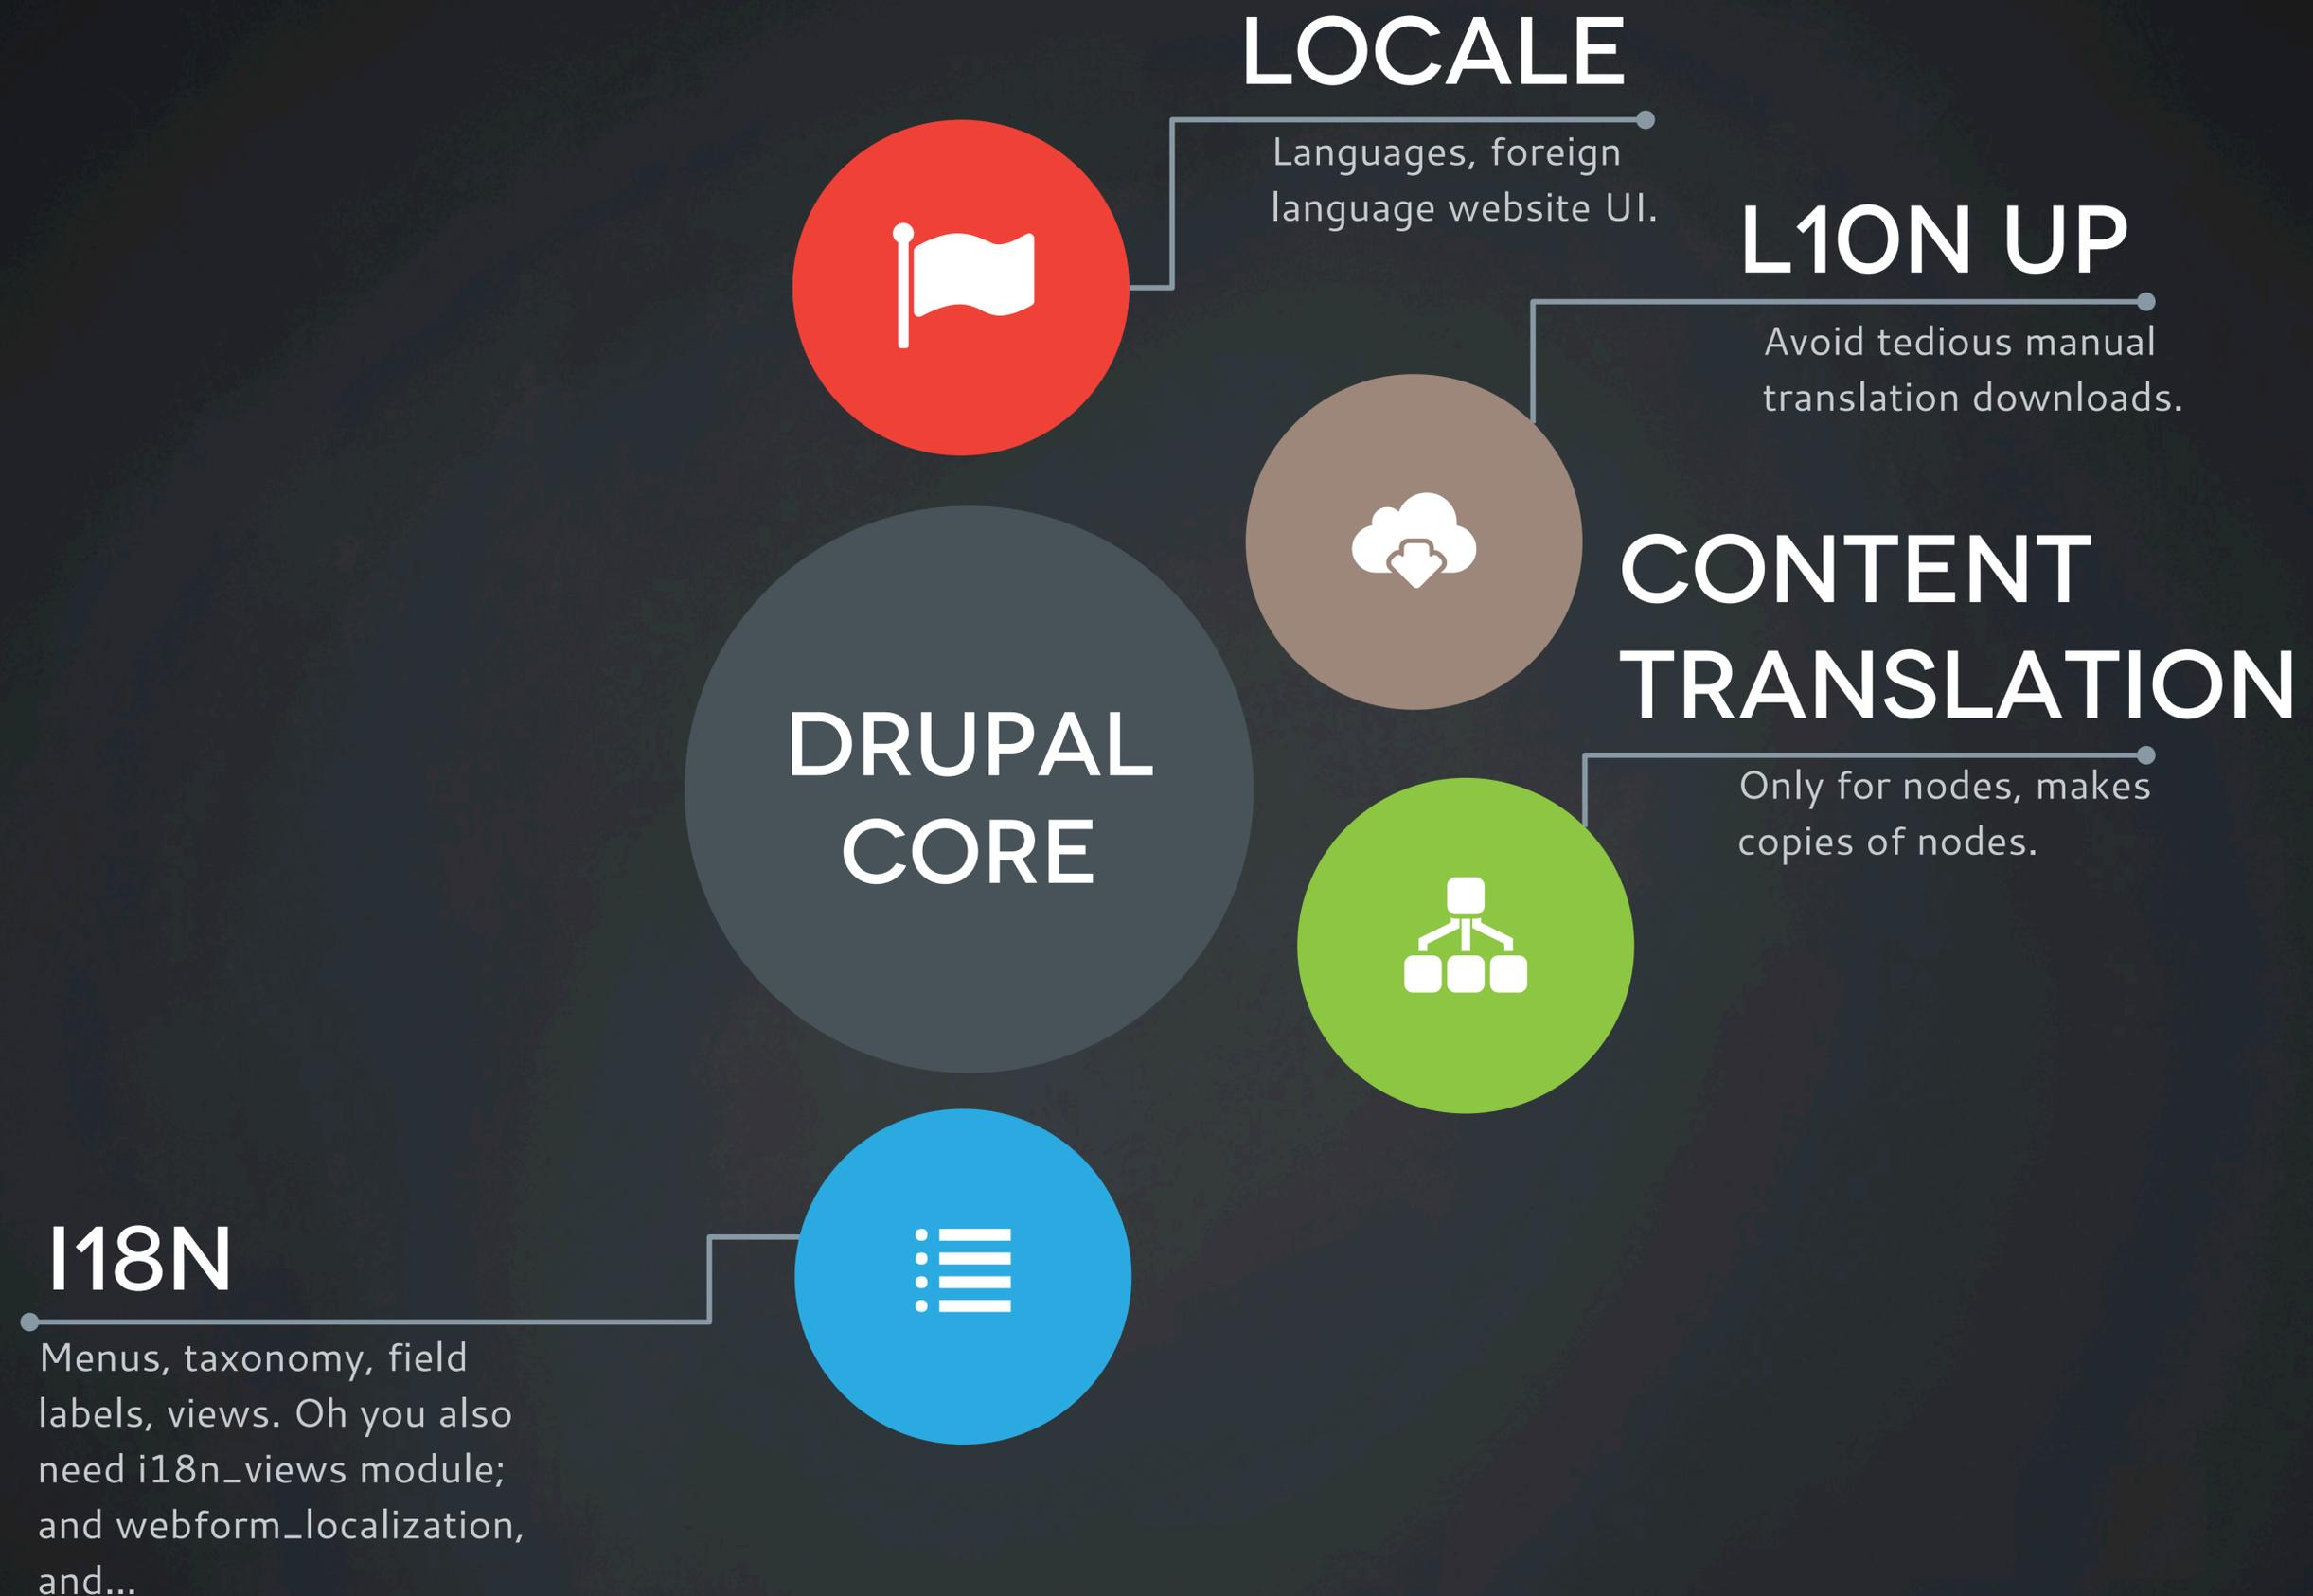 LOCALE
Languages, foreign
language website UI.
L10N UP
Avoid tedious manual
translation downloads.
CONTENT
TRANSLATION
Only for nodes, makes
copies of nodes.
DRUPAL
CORE
I18N
Menus, taxonomy, field
labels, views. Oh you also
need i18n_views module;
and webform_localization,
and...